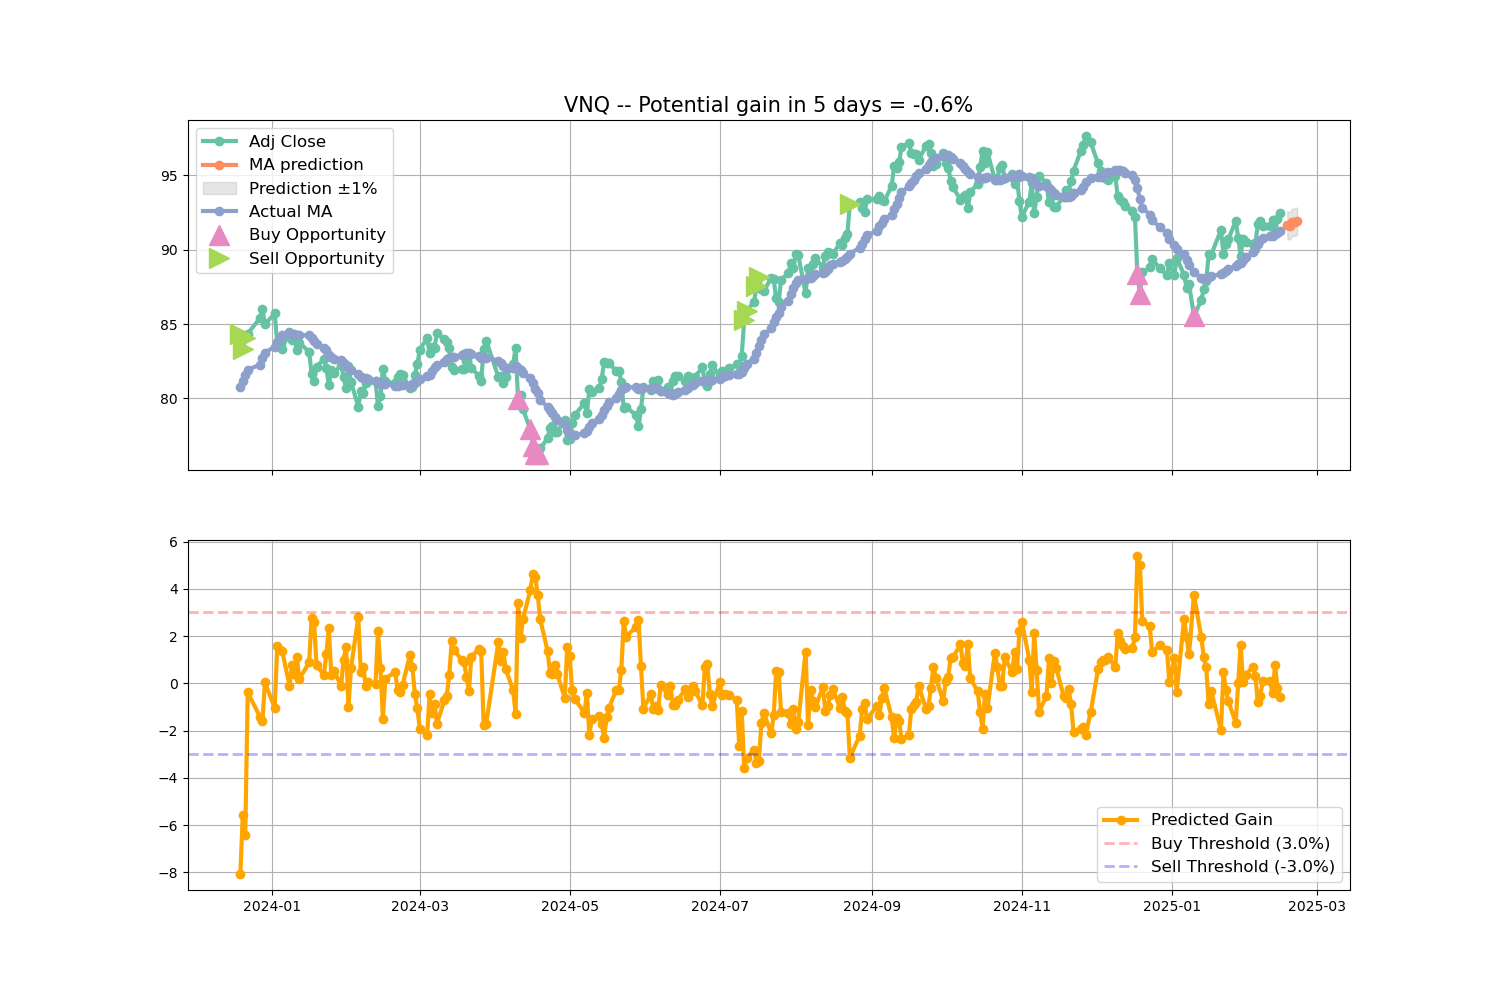 VNQ -- Potential gain in 5 days = -0.6%
Adj Close
MA prediction
Prediction ±1%
Actual MA
Buy Opportunity
Sell Opportunity
95
90
85
80
6
4
2
0
−2
−4
−6
−8
Predicted Gain
Buy Threshold (3.0%)
Sell Threshold (-3.0%)
2024-01 2024-03 2024-05 2024-07 2024-09 2024-11 2025-01 2025-03